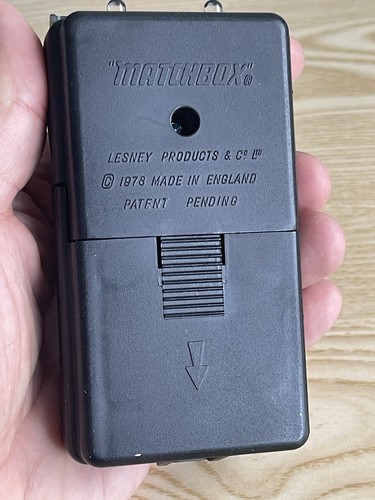 "MATCHBOX"®
LESNEY PRODUCTS & Cº Lᵀᴰ
© 1978 MADE IN ENGLAND
PATENT PENDING